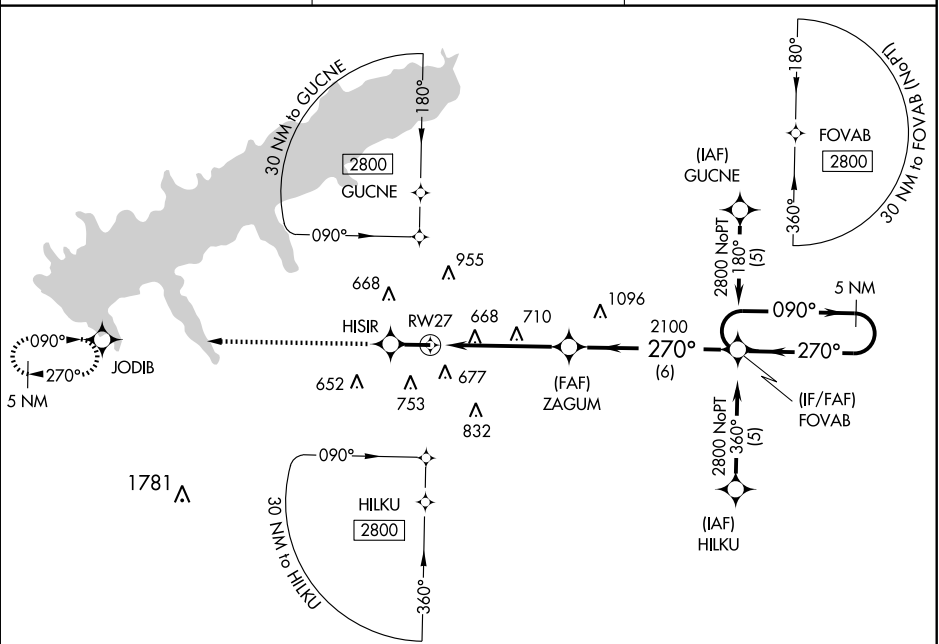 30 NM to GUCNE
180°
2800
GUCNE
090°
180°
FOVAB
2800
360°
30 NM to FOVAB (NoPT)
(IAF)
GUCNE
2800 NoPT
180°
(5)
955
668
1096
5 NM
090°
HISIR
RW27
668
710
2100
270°
(6)
270°
090°
270°
JODIB
5 NM
652
753
677
832
(FAF)
ZAGUM
(IF/FAF)
FOVAB
2800 NoPT
360°
(5)
(IAF)
HILKU
1781
090°
HILKU
2800
30 NM to HILKU
360°